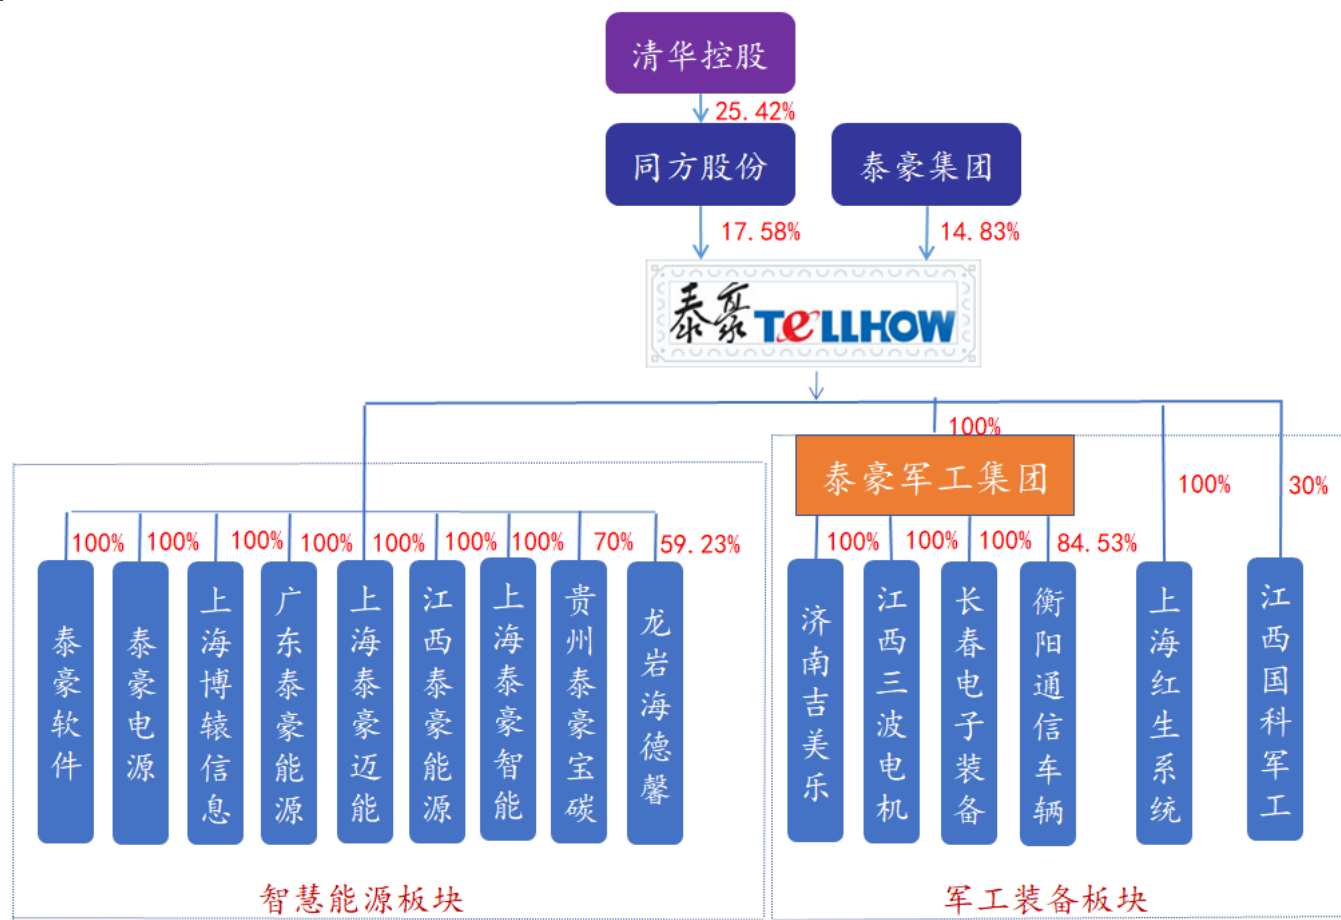 清华控股
25.42%
同方股份
泰豪集团
17.58%
14.83%
泰豪TELLHOW
100%
泰豪军工集团
100%
30%
100%
100%
100%
100%
100%
100%
100%
70%
59.23%
100%
100%
100%
84.53%
泰豪软件
泰豪电源
上海博辕信息
广东泰豪能源
上海泰豪迈能
江西泰豪能源
上海泰豪智能
贵州泰豪宝碳
龙岩海德馨
济南吉美乐
江西三波电机
长春电子装备
衡阳通信车辆
上海红生系统
江西国科军工
智慧能源板块
军工装备板块